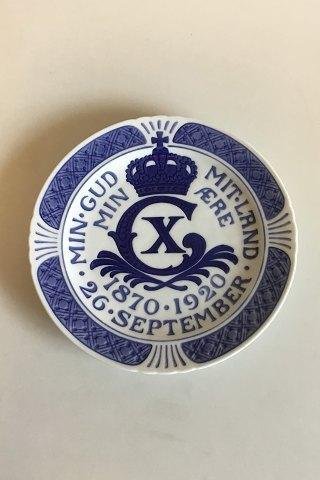 MIN·GUD
MIN
MIT·LAND
ÆRE
CX
1870·1920
·26·SEPTEMBER·